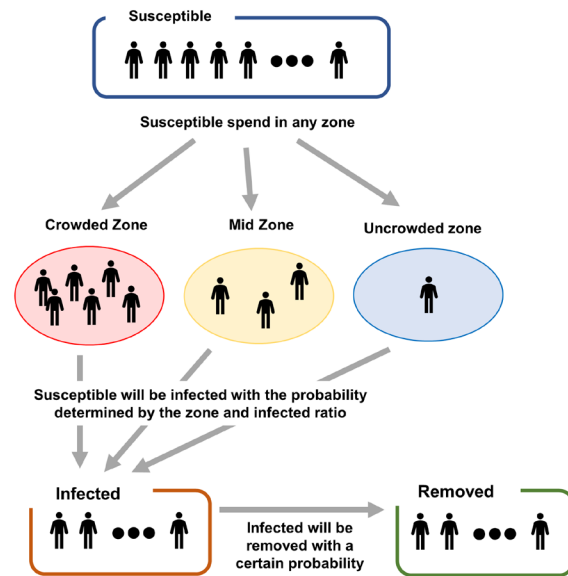 Susceptible
Susceptible spend in any zone
Crowded Zone
Mid Zone
Uncrowded zone
Susceptible will be infected with the probability
determined by the zone and infected ratio
Infected
Removed
Infected will be
removed with a
certain probability